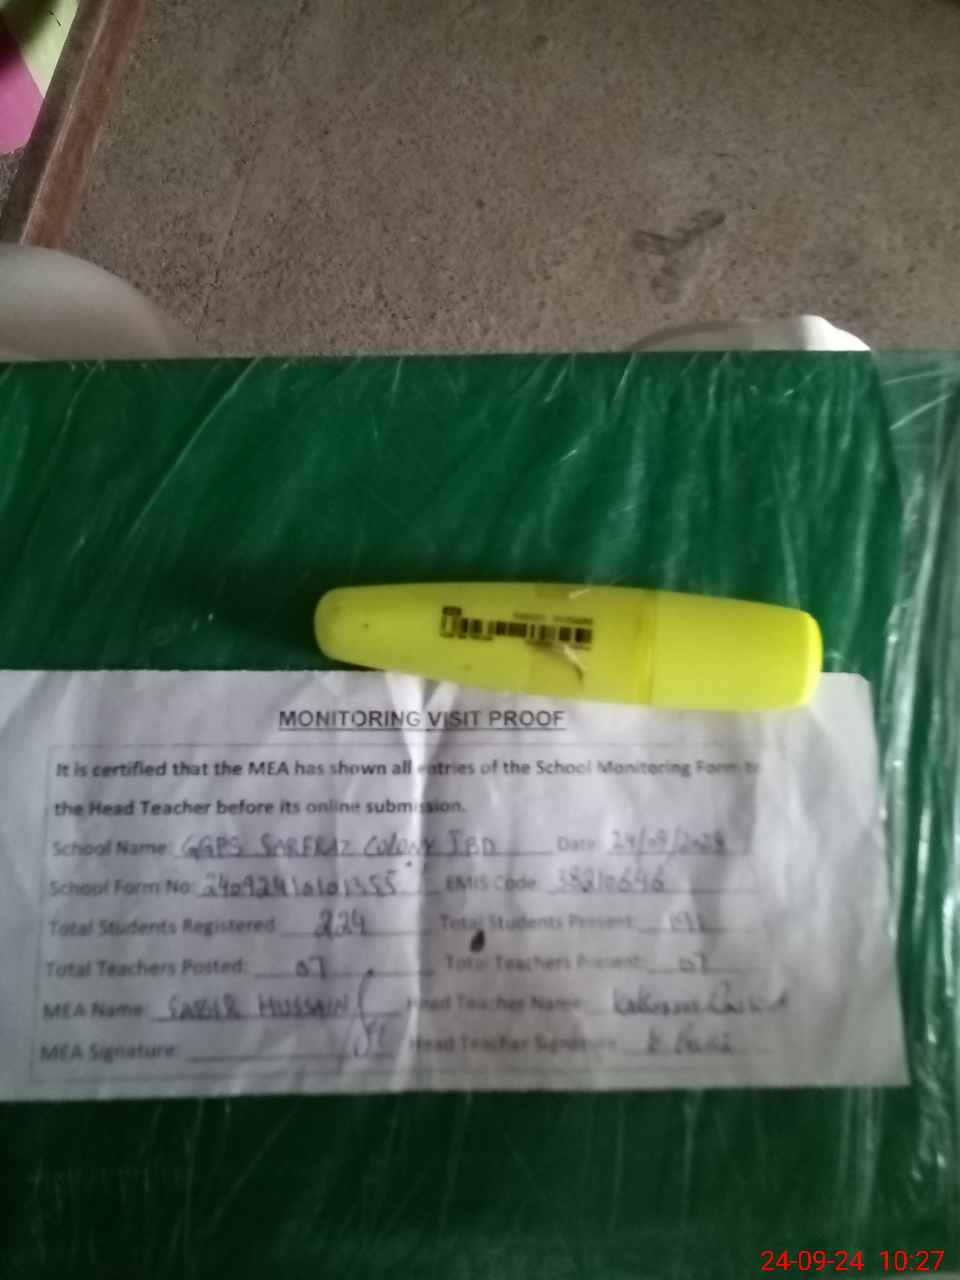 MONITORING VISIT PROOF
It is certified that the MEA has shown all entries of the School Monitoring Form to
the Head Teacher before its online submission.
School Name: GGPS SARFRAZ COLONY JBD Date: 24/09/2024
School Form No: EMIS Code: 38210646
Total Students Registered 224 Total Students Present:
Total Teachers Posted: 07 Total Teachers Present: 07
MEA Name: HUSSAIN Head Teacher Name:
MEA Signature: Head Teacher Signature:
24-09-24 10:27